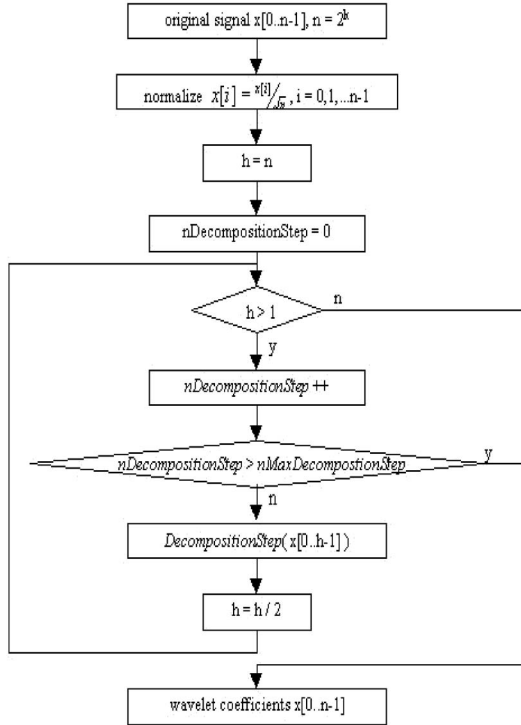 original signal x[0..n-1], n = 2^k
normalize x[i] = x[i]/√n , i = 0,1,...n-1
h = n
nDecompositionStep = 0
h > 1
n
y
nDecompositionStep ++
nDecompositionStep > nMaxDecompostionStep
y
n
DecompositionStep( x[0..h-1] )
h = h / 2
wavelet coefficients x[0..n-1]